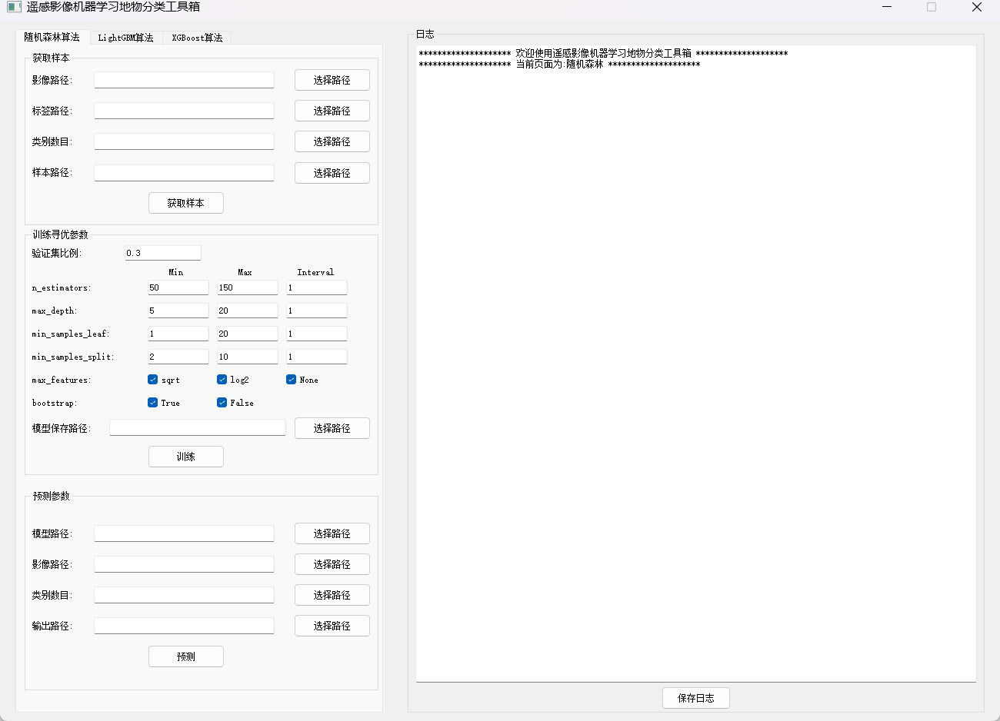 遥感影像机器学习地物分类工具箱
随机森林算法 LightGBM算法 XGBoost算法
获取样本
影像路径: 选择路径
标签路径: 选择路径
类别数目: 选择路径
样本路径: 选择路径
获取样本
训练寻优参数
验证集比例: 0.3
Min Max Interval
n_estimators: 50 150 1
max_depth: 5 20 1
min_samples_leaf: 1 20 1
min_samples_split: 2 10 1
max_features: sqrt log2 None
bootstrap: True False
模型保存路径: 选择路径
训练
预测参数
模型路径: 选择路径
影像路径: 选择路径
类别数目: 选择路径
输出路径: 选择路径
预测
日志
******************** 欢迎使用遥感影像机器学习地物分类工具箱 ********************
******************** 当前页面为:随机森林 ********************
保存日志